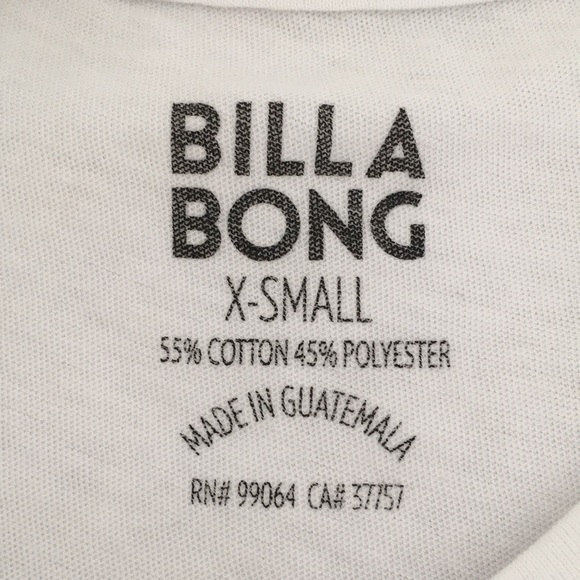 BILLA
BONG
X-SMALL
55% COTTON 45% POLYESTER
MADE IN GUATEMALA
RN# 99064 CA# 37757